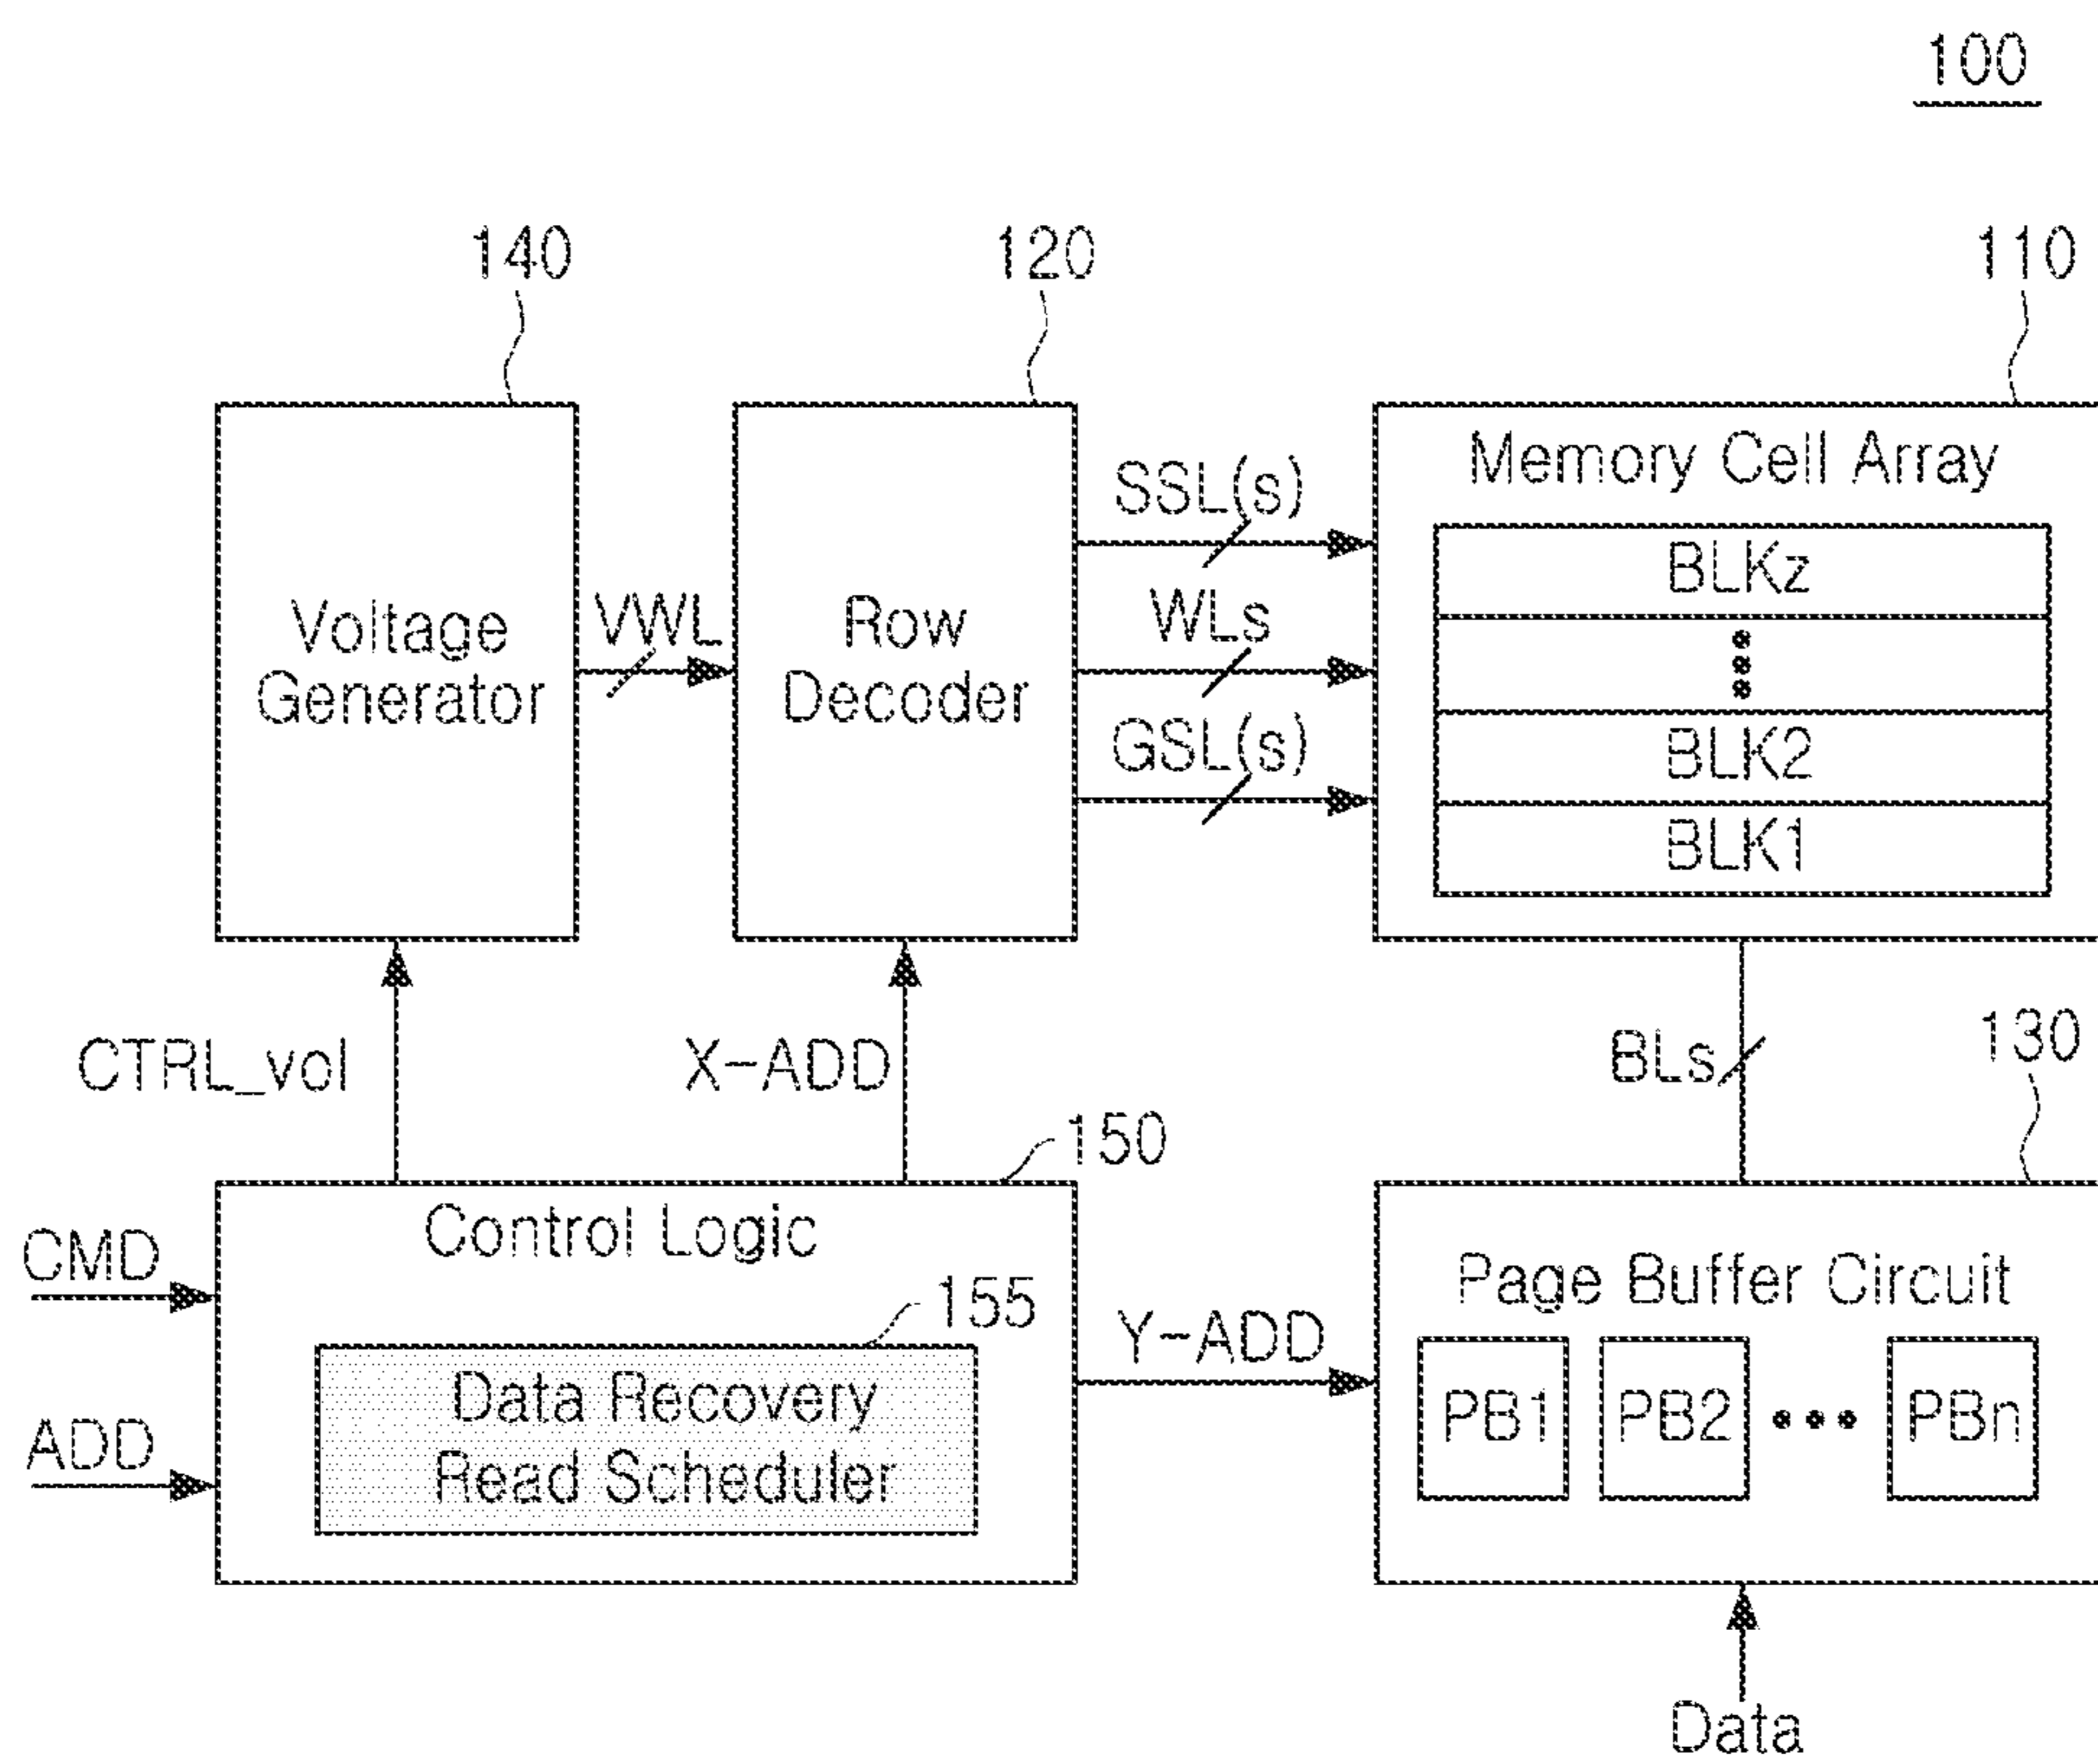 100
140
120
110
Voltage
Generator
VWL
Row
Decoder
SSL(s)
WLs
GSL(s)
Memory Cell Array
BLKz
BLK2
BLK1
CTRL_vol
X-ADD
BLs
130
150
Control Logic
CMD
ADD
155
Data Recovery
Read Scheduler
Y-ADD
Page Buffer Circuit
PB1 PB2 ••• PBn
Data